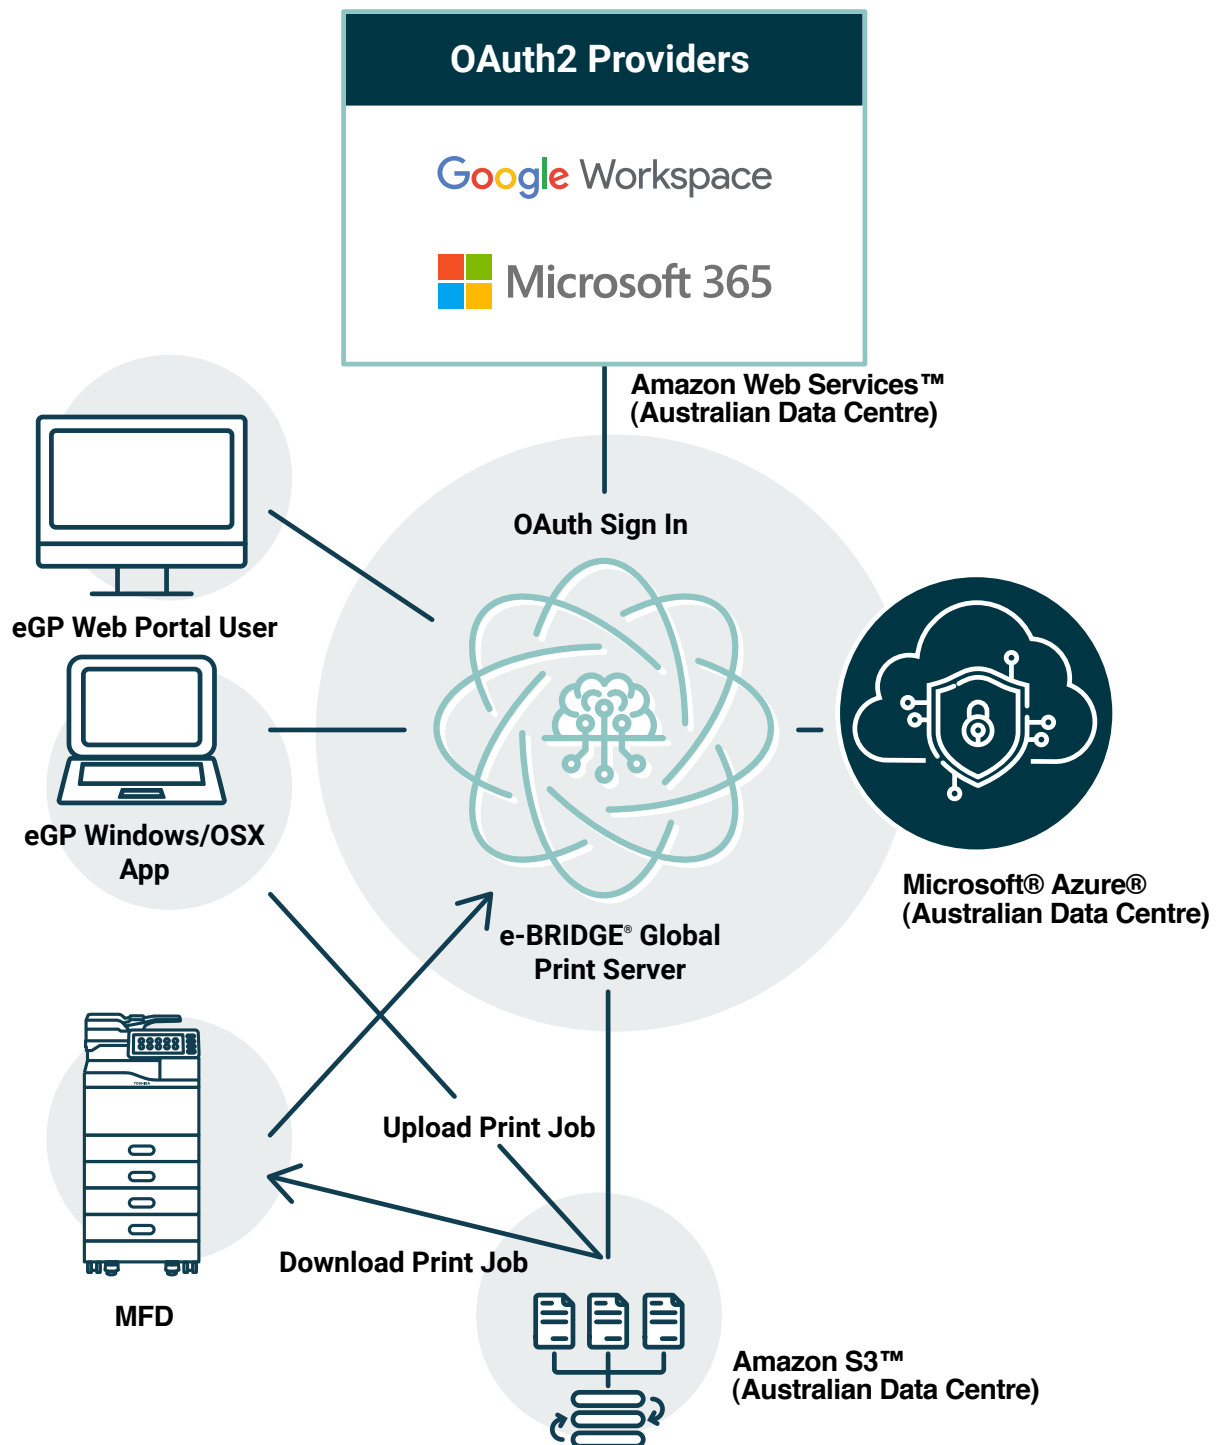 OAuth2 Providers
Google Workspace
Microsoft 365
Amazon Web Services™
(Australian Data Centre)
OAuth Sign In
eGP Web Portal User
eGP Windows/OSX
App
Microsoft® Azure®
(Australian Data Centre)
e-BRIDGE® Global
Print Server
TOSHIBA
Upload Print Job
Download Print Job
MFD
Amazon S3™
(Australian Data Centre)